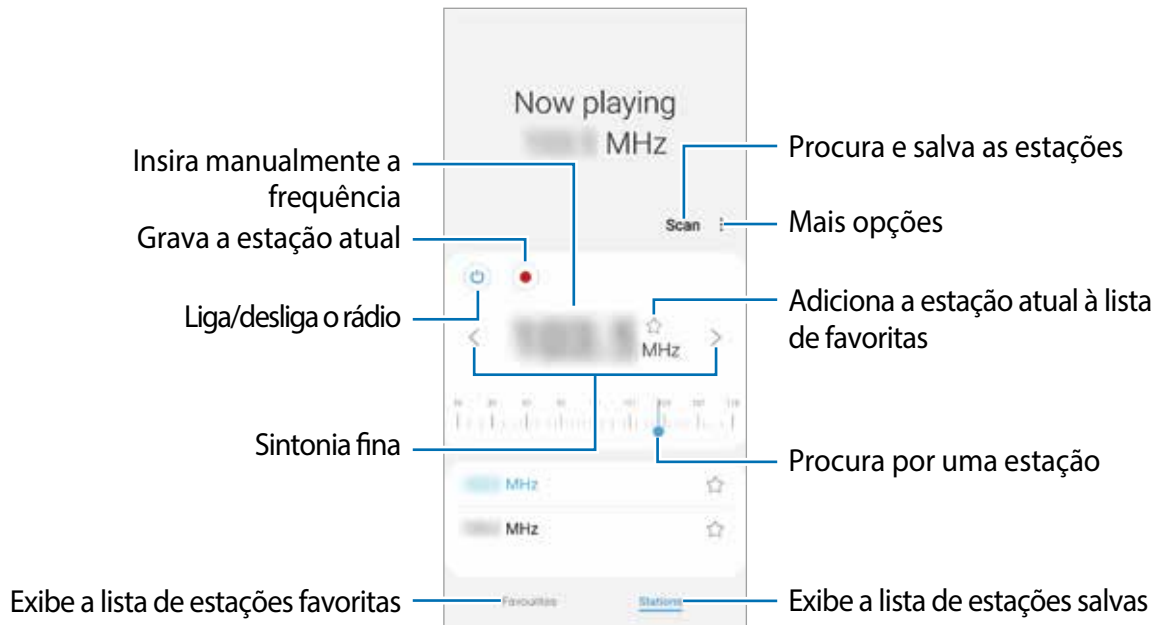 Now playing
MHz
Insira manualmente a
frequência
Procura e salva as estações
Scan
Mais opções
Grava a estação atual
Liga/desliga o rádio
Adiciona a estação atual à lista
de favoritas
MHz
Sintonia fina
Procura por uma estação
MHz
MHz
Exibe a lista de estações favoritas
Favourites
Stations
Exibe a lista de estações salvas